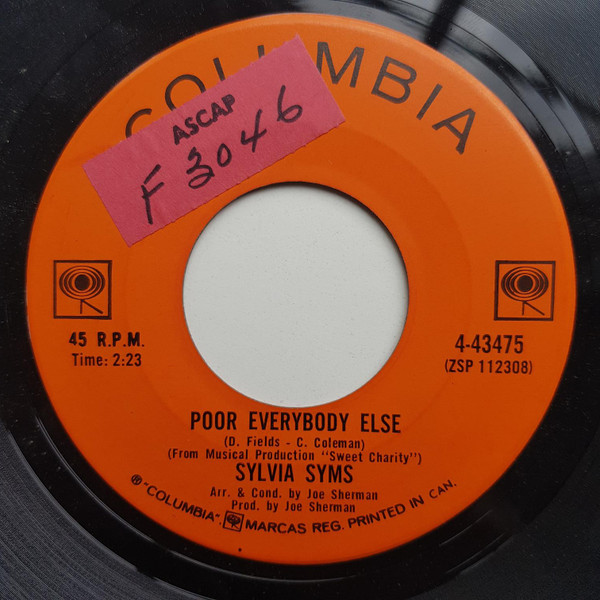 COLUMBIA
ASCAP
F 3046
45 R.P.M.
Time: 2:23
4-43475
(ZSP 112308)
POOR EVERYBODY ELSE
(D. Fields - C. Coleman)
(From Musical Production "Sweet Charity")
SYLVIA SYMS
Arr. & Cond. by Joe Sherman
Prod. by Joe Sherman
® "COLUMBIA", MARCAS REG. PRINTED IN CAN.